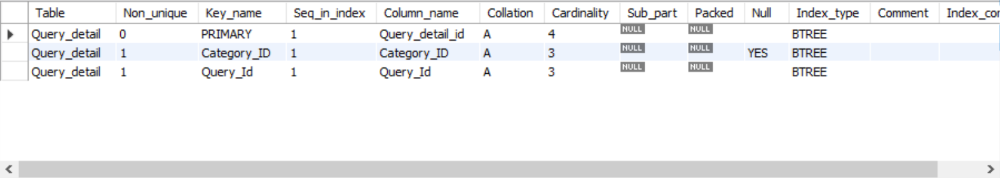 Table Non_unique Key_name Seq_in_index Column_name Collation Cardinality Sub_part Packed Null Index_type Comment Index_cor
Query_detail 0 PRIMARY 1 Query_detail_id A 4 NULL NULL BTREE
Query_detail 1 Category_ID 1 Category_ID A 3 NULL NULL YES BTREE
Query_detail 1 Query_Id 1 Query_Id A 3 NULL NULL BTREE